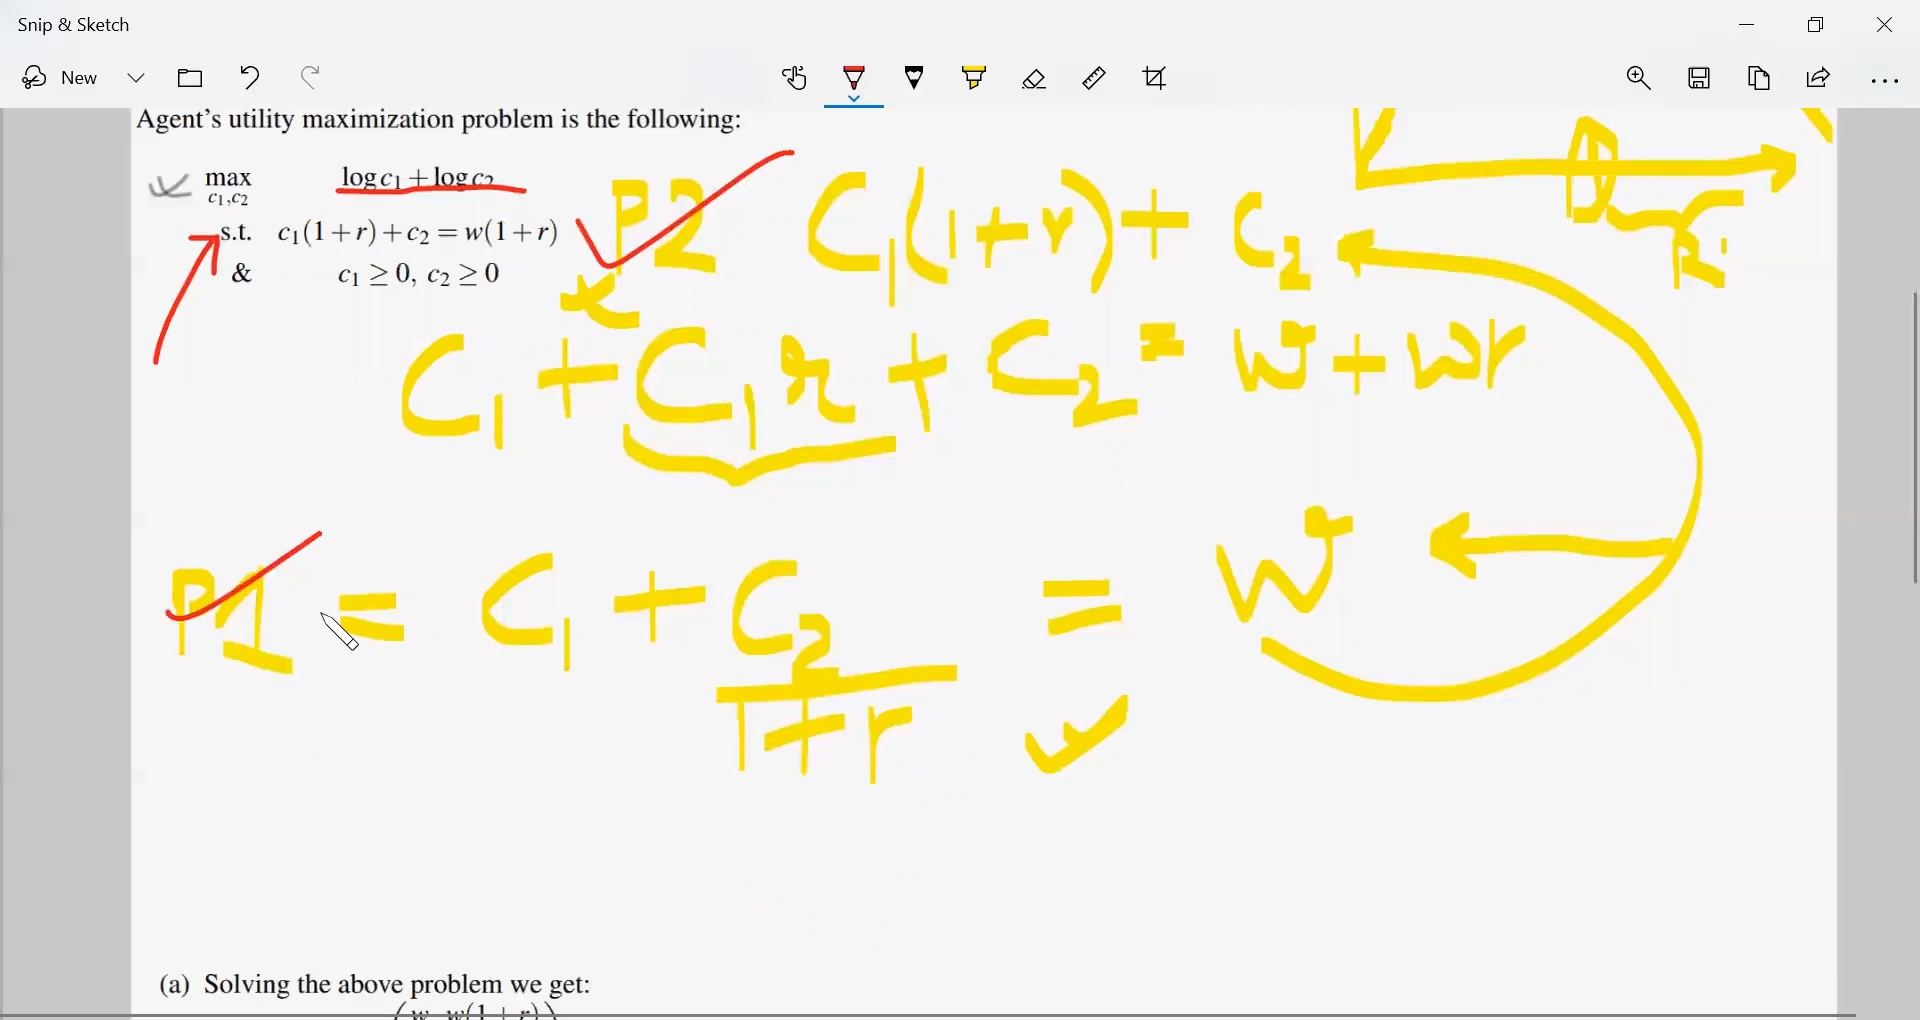 Snip & Sketch
New
Agent's utility maximization problem is the following:
max log c₁ + log c₂
c₁,c₂
s.t. c₁(1+r)+c₂ = w(1+r)
& c₁ ≥ 0, c₂ ≥ 0
P2 C₁(1+r)+ C₂
R
C₁ + C₁r + C₂ = w + wr
P1 = C₁ + C₂ = w
1+r
(a) Solving the above problem we get: